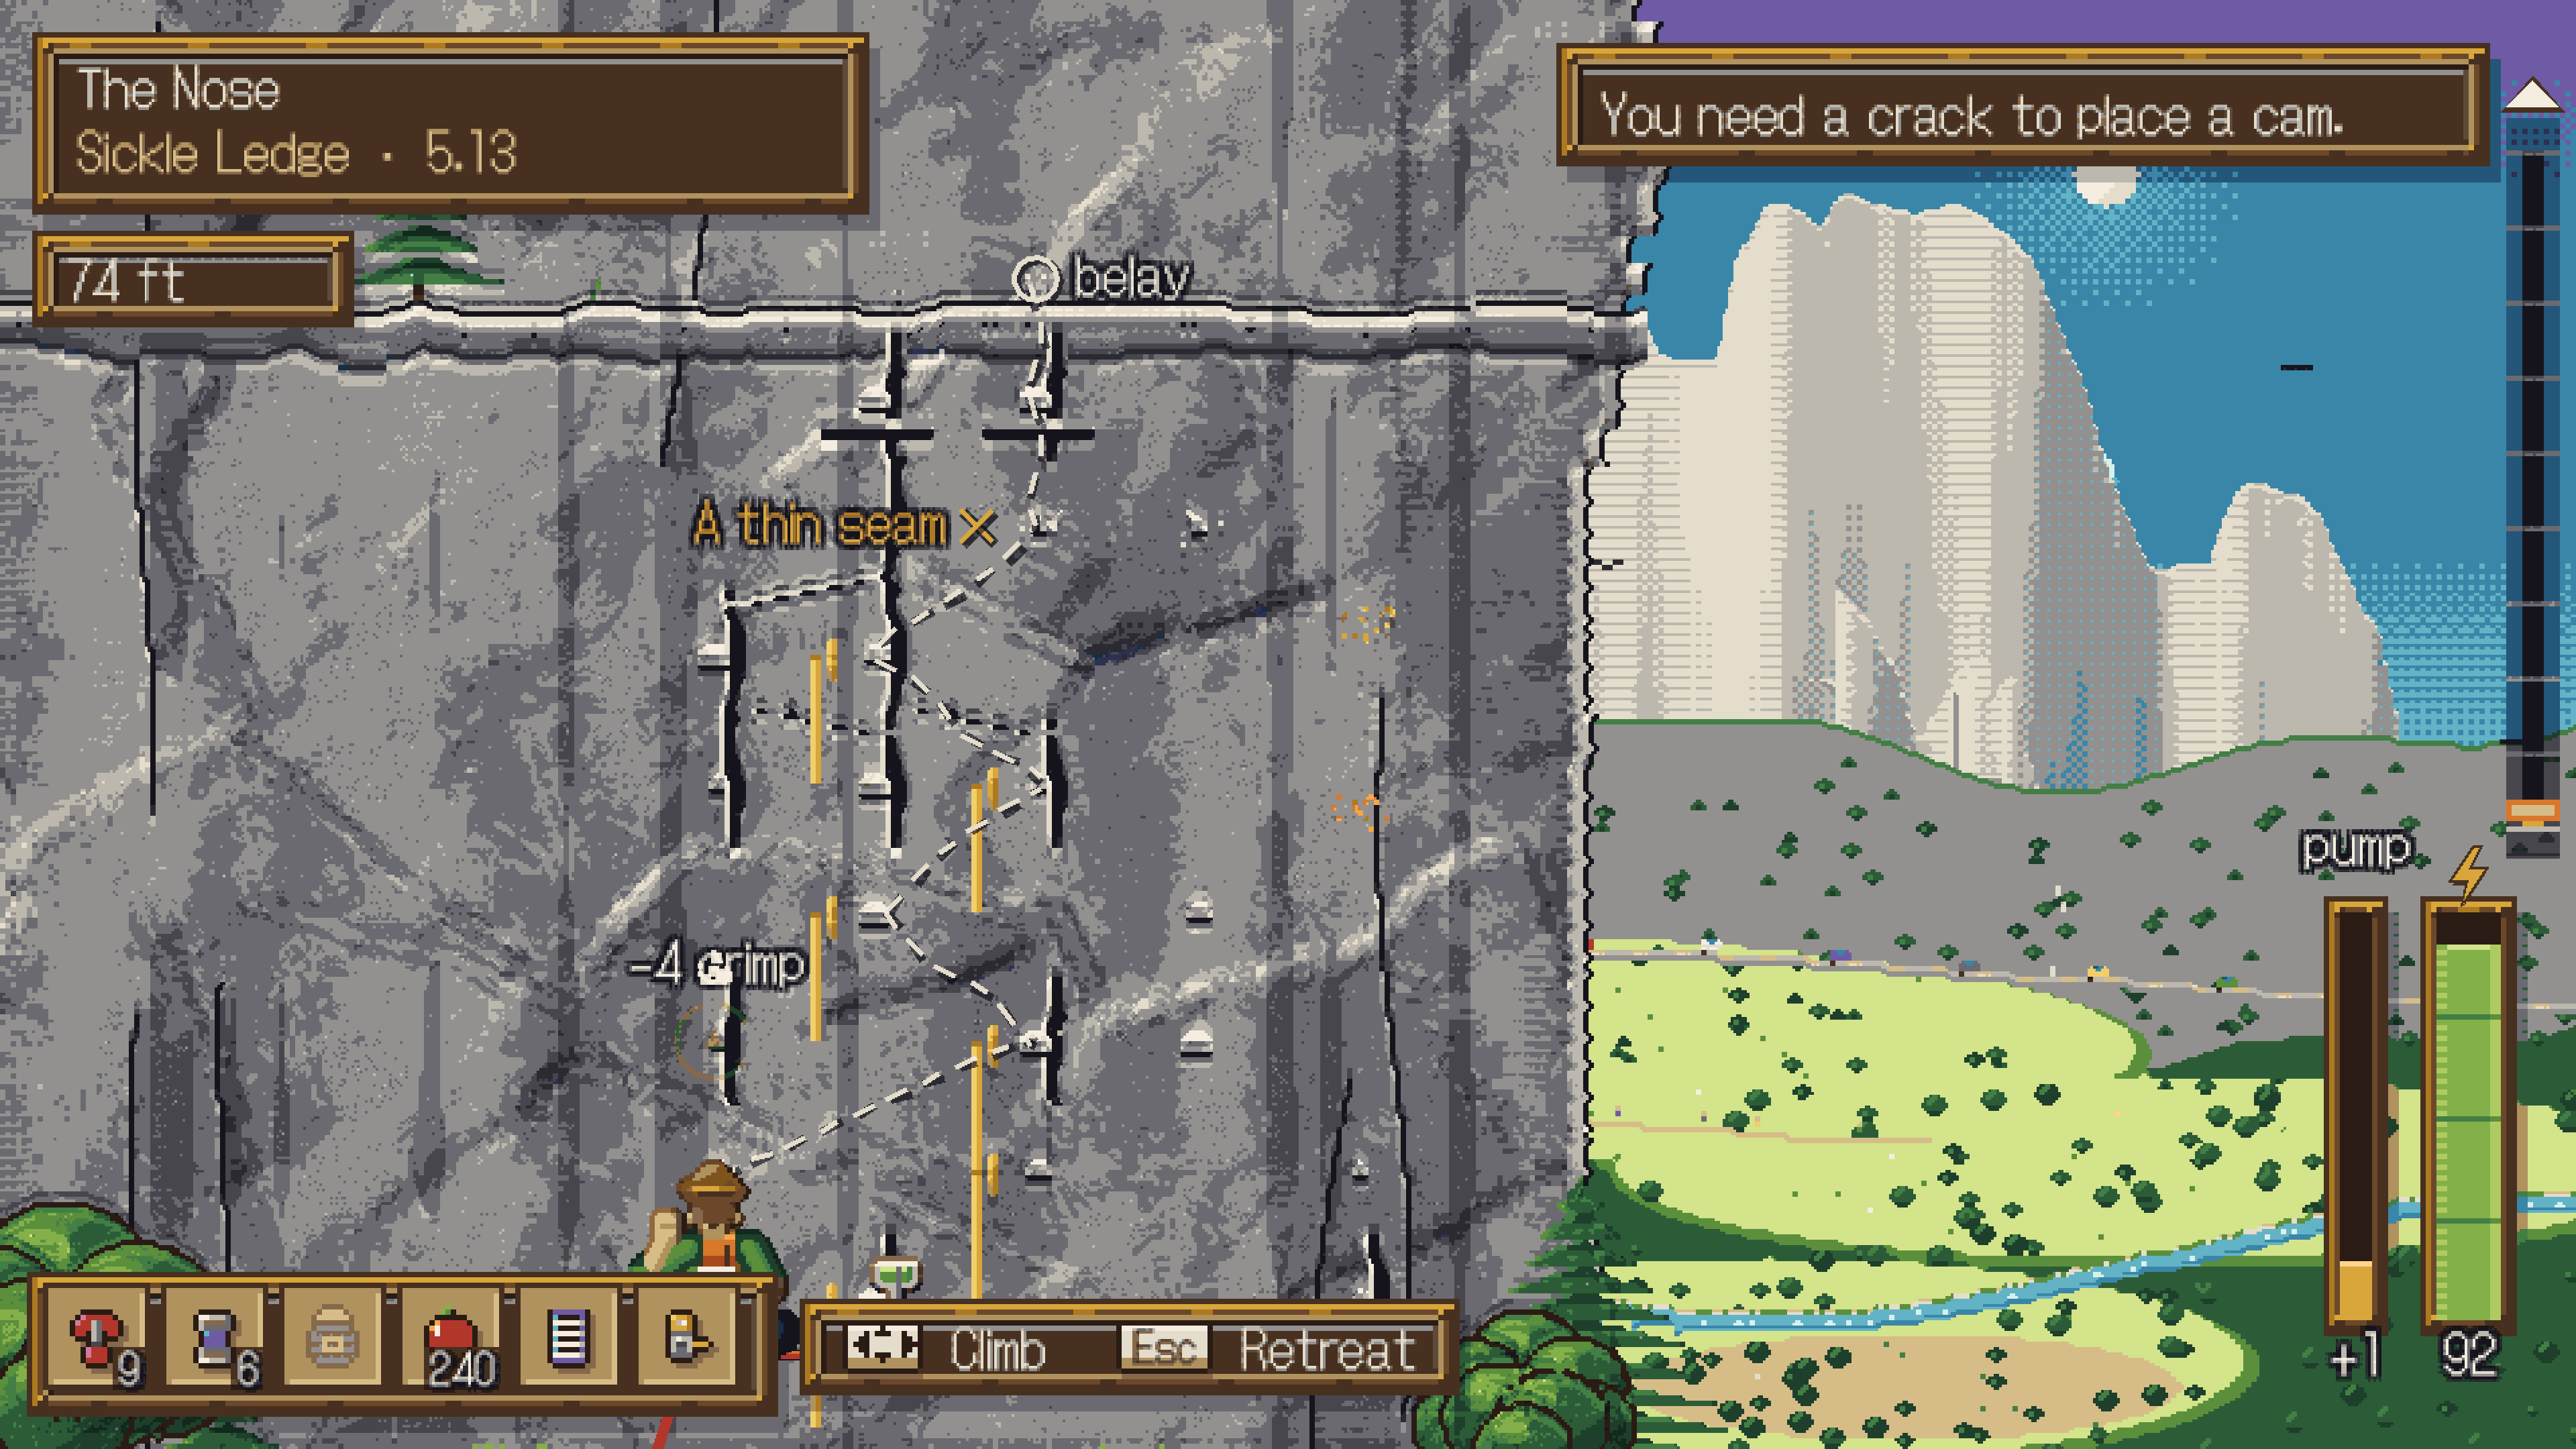 The Nose
Sickle Ledge · 5.13
74 ft
You need a crack to place a cam.
belay
A thin seam
-4 crimp
pump
9
6
240
Climb
Esc
Retreat
+1
92